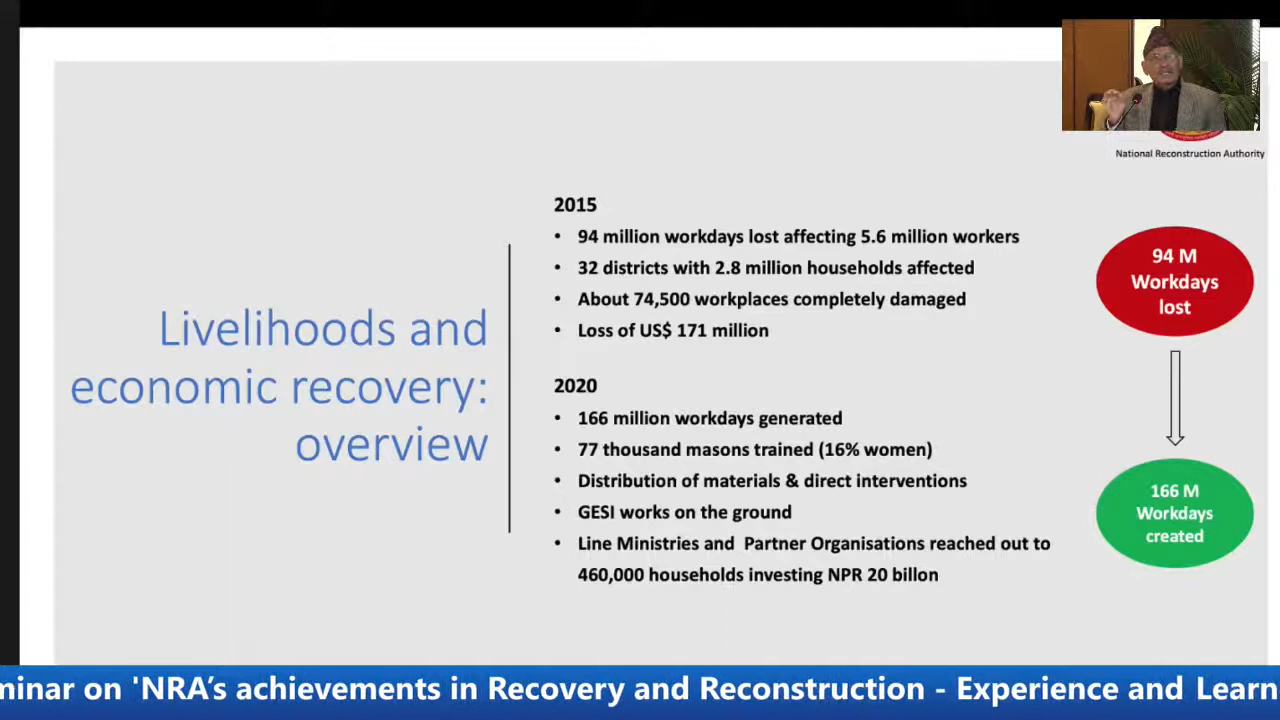 National Reconstruction Authority
Livelihoods and
economic recovery:
overview
2015
• 94 million workdays lost affecting 5.6 million workers
• 32 districts with 2.8 million households affected
• About 74,500 workplaces completely damaged
• Loss of US$ 171 million
2020
• 166 million workdays generated
• 77 thousand masons trained (16% women)
• Distribution of materials & direct interventions
• GESI works on the ground
• Line Ministries and Partner Organisations reached out to
460,000 households investing NPR 20 billon
94 M
Workdays
lost
166 M
Workdays
created
minar on 'NRA’s achievements in Recovery and Reconstruction - Experience and Learn